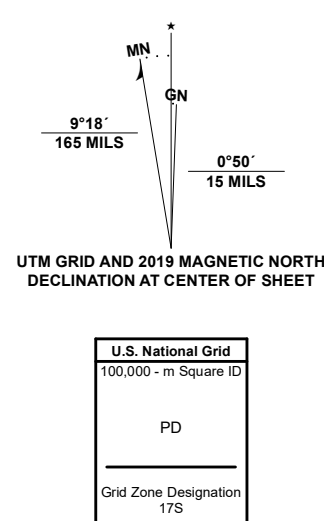 ★
MN
GN
9°18´
165 MILS
0°50´
15 MILS
UTM GRID AND 2019 MAGNETIC NORTH
DECLINATION AT CENTER OF SHEET
U.S. National Grid
100,000 - m Square ID
PD
Grid Zone Designation
17S